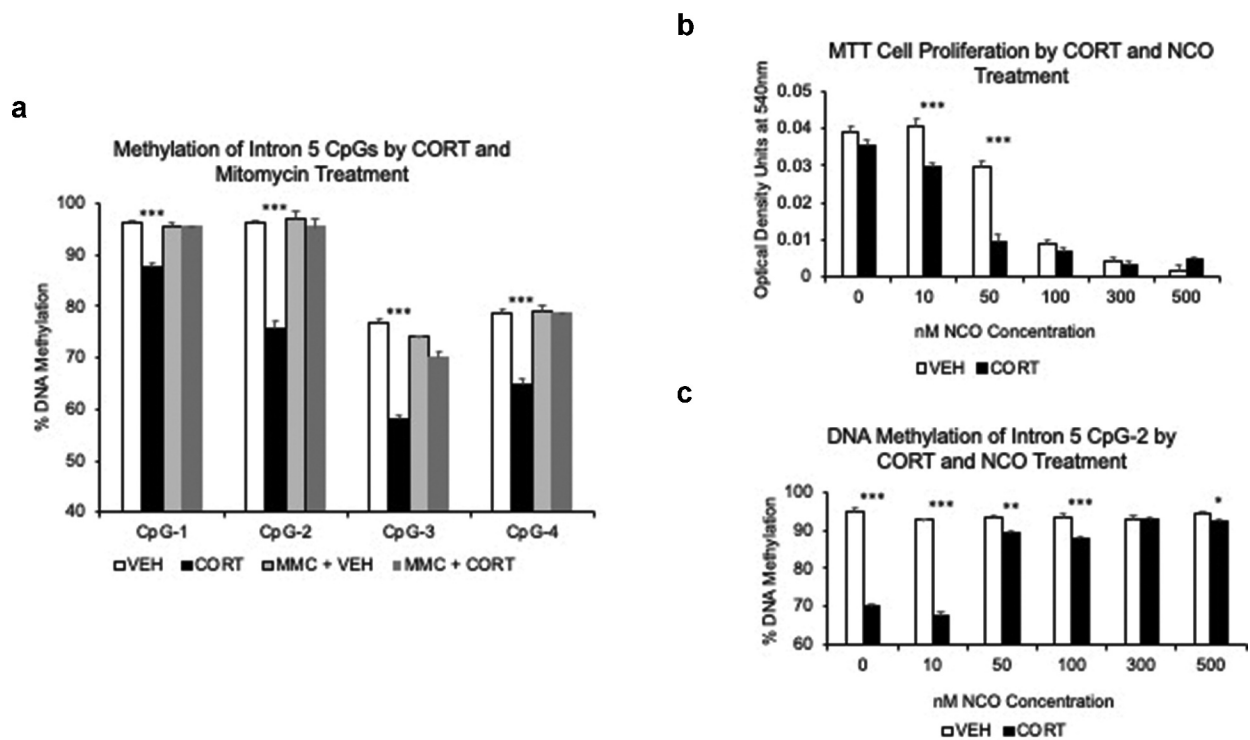 a
Methylation of Intron 5 CpGs by CORT and
Mitomycin Treatment
% DNA Methylation
100
90
80
70
60
50
40
***
***
***
***
CpG-1 CpG-2 CpG-3 CpG-4
VEH CORT MMC + VEH MMC + CORT
b
MTT Cell Proliferation by CORT and NCO
Treatment
Optical Density Units at 540nm
0.05
0.04
0.03
0.02
0.01
0
***
***
0 10 50 100 300 500
nM NCO Concentration
VEH CORT
c
DNA Methylation of Intron 5 CpG-2 by
CORT and NCO Treatment
% DNA Methylation
100
90
80
70
60
*** *** ** *** *
0 10 50 100 300 500
nM NCO Concentration
VEH CORT